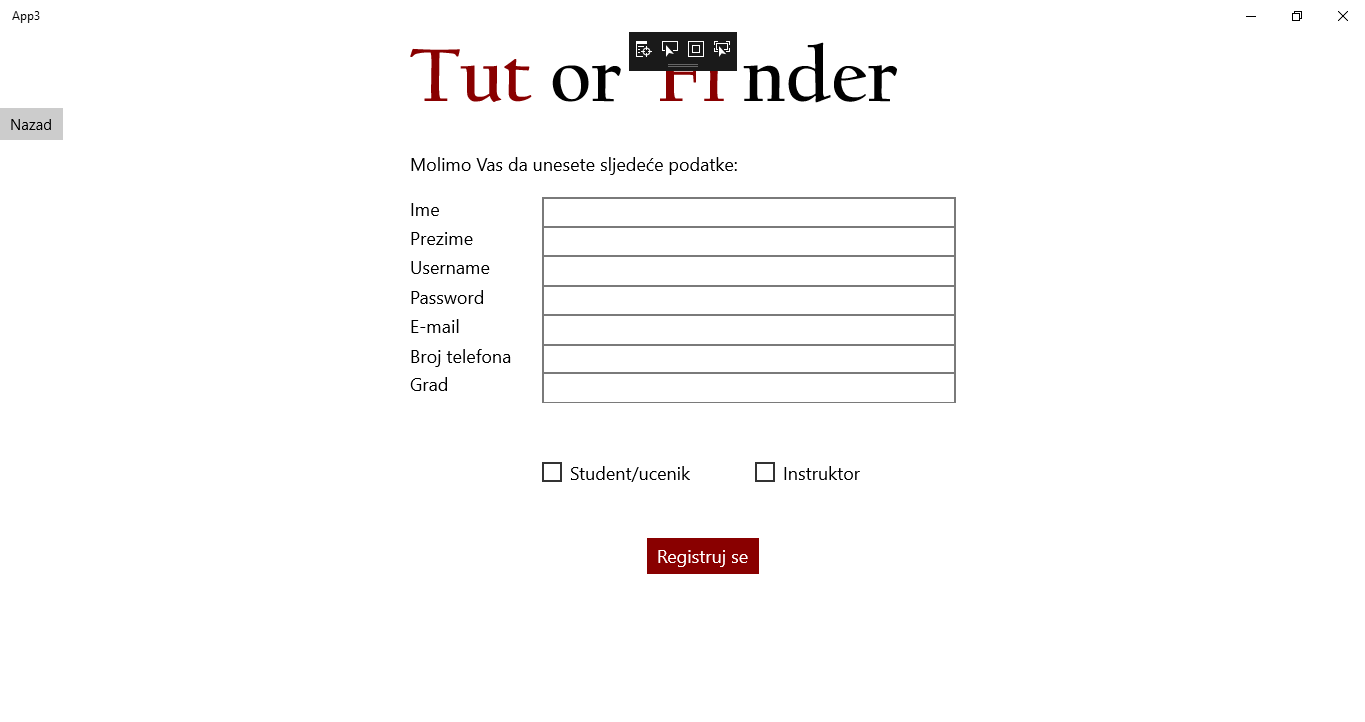 App3
Tut or FI nder
Nazad
Molimo Vas da unesete sljedeće podatke:
Ime
Prezime
Username
Password
E-mail
Broj telefona
Grad
Student/ucenik Instruktor
Registruj se